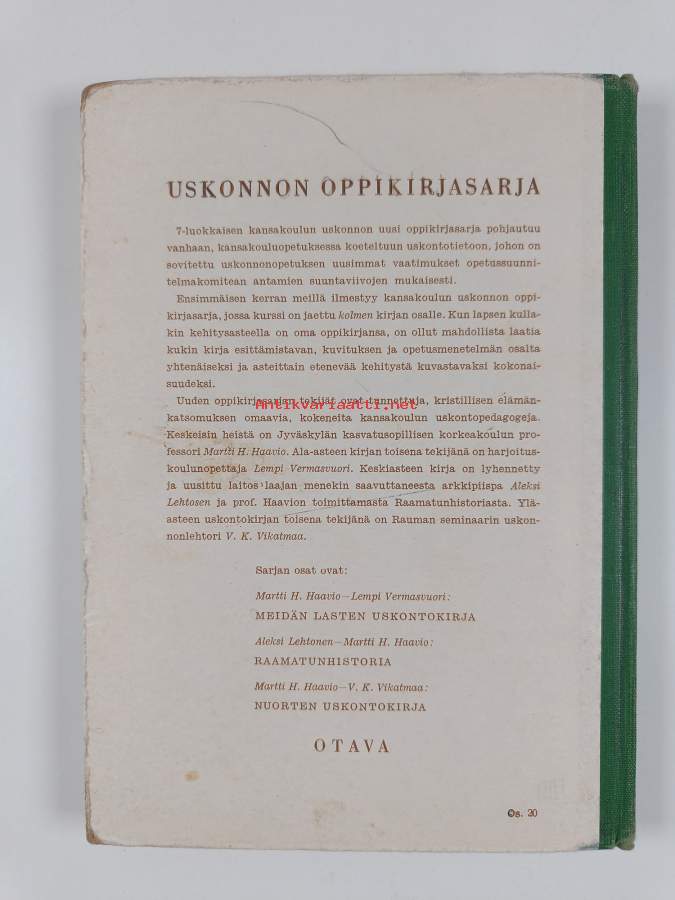 USKONNON OPPIKIRJASARJA
7-luokkaisen kansakoulun uskonnon uusi oppikirjasarja pohjautuu
vanhaan, kansakouluopetuksessa koeteltuun uskontotietoon, johon on
sovitettu uskonnonopetuksen uusimmat vaatimukset opetussuunni-
telmakomitean antamien suuntaviivojen mukaisesti.
Ensimmäisen kerran meillä ilmestyy kansakoulun uskonnon oppi-
kirjasarja, jossa kurssi on jaettu kolmen kirjan osalle. Kun lapsen kulla-
kin kehitysasteella on oma oppikirjansa, on ollut mahdollista laatia
kukin kirja esittämistavan, kuvituksen ja opetusmenetelmän osalta
yhtenäiseksi ja asteittain etenevää kehitystä kuvastavaksi kokonai-
suudeksi.
Uuden oppikirjasarjan tekijät ovat tunnettuja, kristillisen elämän-
Antikvariaatti.net
katsomuksen omaavia, kokeneita kansakoulun uskontopedagogeja.
Keskeisin heistä on Jyväskylän kasvatusopillisen korkeakoulun pro-
fessori Martti H. Haavio. Ala-asteen kirjan toisena tekijänä on harjoitus-
koulunopettaja Lempi Vermasvuori. Keskiasteen kirja on lyhennetty
ja uusittu laitos laajan menekin saavuttaneesta arkkipiispa Aleksi
Lehtosen ja prof. Haavion toimittamasta Raamatunhistoriasta. Ylä-
asteen uskontokirjan toisena tekijänä on Rauman seminaarin uskon-
nonlehtori V. K. Vikatmaa.
Sarjan osat ovat:
Martti H. Haavio—Lempi Vermasvuori:
MEIDÄN LASTEN USKONTOKIRJA
Aleksi Lehtonen—Martti H. Haavio:
RAAMATUNHISTORIA
Martti H. Haavio—V. K. Vikatmaa:
NUORTEN USKONTOKIRJA
OTAVA
Os. 20